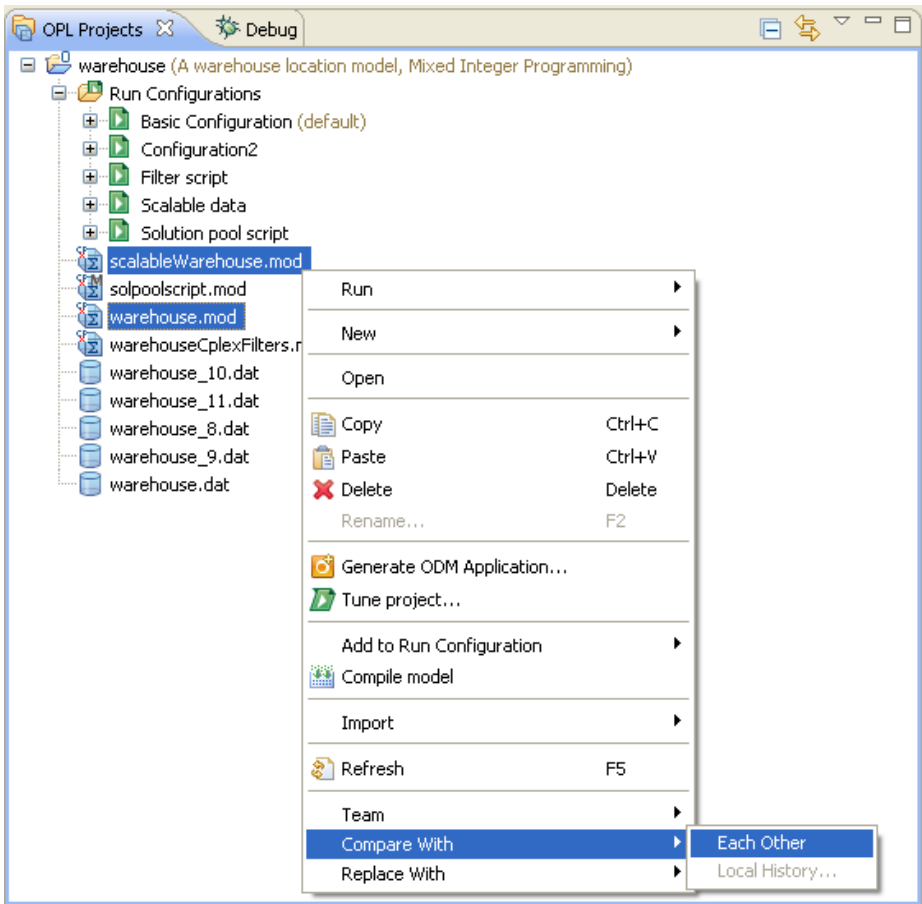 OPL Projects Debug
warehouse (A warehouse location model, Mixed Integer Programming)
Run Configurations
Basic Configuration (default)
Configuration2
Filter script
Scalable data
Solution pool script
scalableWarehouse.mod
solpoolscript.mod
warehouse.mod
warehouseCplexFilters.r
warehouse_10.dat
warehouse_11.dat
warehouse_8.dat
warehouse_9.dat
warehouse.dat
Run
New
Open
Copy Ctrl+C
Paste Ctrl+V
Delete Delete
Rename... F2
Generate ODM Application...
Tune project...
Add to Run Configuration
Compile model
Import
Refresh F5
Team
Compare With
Replace With
Each Other
Local History...